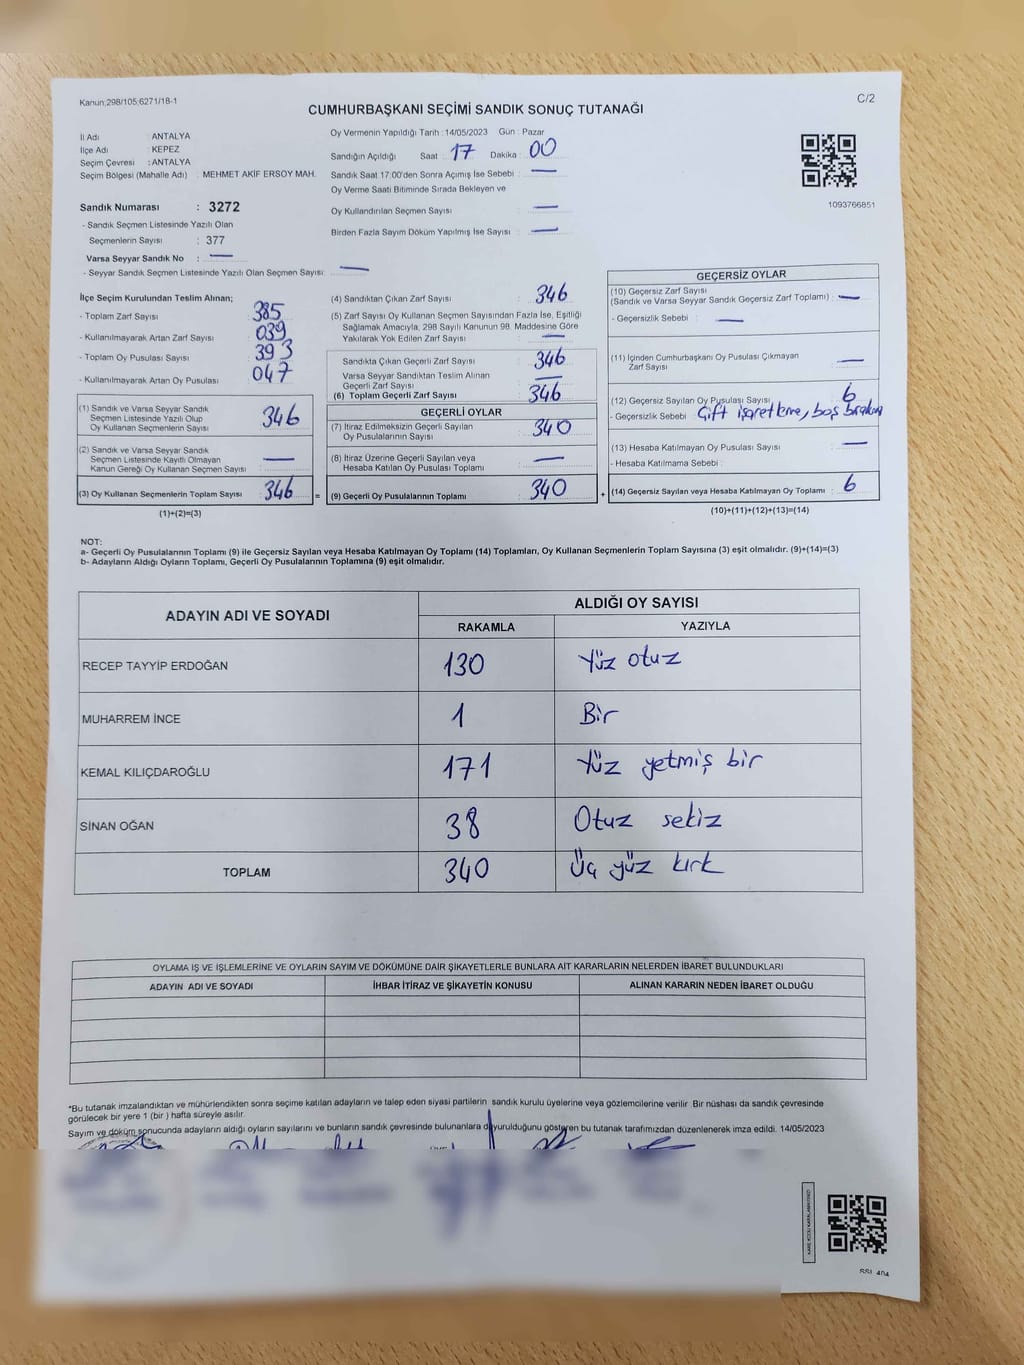 Kanun:298/105;6271/18-1
C/2
CUMHURBAŞKANI SEÇİMİ SANDIK SONUÇ TUTANAĞI
İl Adı : ANTALYA
İlçe Adı : KEPEZ
Seçim Çevresi : ANTALYA
Seçim Bölgesi (Mahalle Adı) : MEHMET AKİF ERSOY MAH.
Sandık Numarası : 3272
- Sandık Seçmen Listesinde Yazılı Olan
Seçmenlerin Sayısı : 377
Varsa Seyyar Sandık No : —
- Seyyar Sandık Seçmen Listesinde Yazılı Olan Seçmen Sayısı: —
Oy Vermenin Yapıldığı Tarih : 14/05/2023 Gün : Pazar
Sandığın Açıldığı Saat : 17 Dakika : 00
Sandık Saat 17:00'den Sonra Açımış İse Sebebi : —
Oy Verme Saati Bitiminde Sırada Bekleyen ve
Oy Kullandırılan Seçmen Sayısı : —
Birden Fazla Sayım Döküm Yapılmış İse Sayısı : —
1093766851
İlçe Seçim Kurulundan Teslim Alınan;
- Toplam Zarf Sayısı : 385
- Kullanılmayarak Artan Zarf Sayısı : 039
- Toplam Oy Pusulası Sayısı : 393
- Kullanılmayarak Artan Oy Pusulası : 047
(1) Sandık ve Varsa Seyyar Sandık
Seçmen Listesinde Yazılı Olup
Oy Kullanan Seçmenlerin Sayısı : 346
(2) Sandık ve Varsa Seyyar Sandık
Seçmen Listesinde Kayıtlı Olmayan
Kanun Gereği Oy Kullanan Seçmen Sayısı : —
(3) Oy Kullanan Seçmenlerin Toplam Sayısı : 346
(1)+(2)=(3)
=
(4) Sandıktan Çıkan Zarf Sayısı : 346
(5) Zarf Sayısı Oy Kullanan Seçmen Sayısından Fazla İse, Eşitliği
Sağlamak Amacıyla, 298 Sayılı Kanunun 98. Maddesine Göre
Yakılarak Yok Edilen Zarf Sayısı : —
Sandıkta Çıkan Geçerli Zarf Sayısı : 346
Varsa Seyyar Sandıktan Teslim Alınan
Geçerli Zarf Sayısı : —
(6) Toplam Geçerli Zarf Sayısı : 346
GEÇERLİ OYLAR
(7) İtiraz Edilmeksizin Geçerli Sayılan
Oy Pusulalarının Sayısı : 340
(8) İtiraz Üzerine Geçerli Sayılan veya
Hesaba Katılan Oy Pusulası Toplamı : —
(9) Geçerli Oy Pusulalarının Toplamı : 340
+
GEÇERSİZ OYLAR
(10) Geçersiz Zarf Sayısı
(Sandık ve Varsa Seyyar Sandık Geçersiz Zarf Toplamı) : —
- Geçersizlik Sebebi : —
(11) İçinden Cumhurbaşkanı Oy Pusulası Çıkmayan
Zarf Sayısı : —
(12) Geçersiz Sayılan Oy Pusulası Sayısı : 6
- Geçersizlik Sebebi : Çift işaretleme, boş
(13) Hesaba Katılmayan Oy Pusulası Sayısı : —
- Hesaba Katılmama Sebebi :
(14) Geçersiz Sayılan veya Hesaba Katılmayan Oy Toplamı : 6
(10)+(11)+(12)+(13)=(14)
NOT:
a- Geçerli Oy Pusulalarının Toplamı (9) ile Geçersiz Sayılan veya Hesaba Katılmayan Oy Toplamı (14) Toplamları, Oy Kullanan Seçmenlerin Toplam Sayısına (3) eşit olmalıdır. (9)+(14)=(3)
b- Adayların Aldığı Oyların Toplamı, Geçerli Oy Pusulalarının Toplamına (9) eşit olmalıdır.
ADAYIN ADI VE SOYADI
ALDIĞI OY SAYISI
RAKAMLA YAZIYLA
RECEP TAYYİP ERDOĞAN 130 Yüz otuz
MUHARREM İNCE 1 Bir
KEMAL KILIÇDAROĞLU 171 Yüz yetmiş bir
SİNAN OĞAN 38 Otuz sekiz
TOPLAM 340 Üç yüz kırk
OYLAMA İŞ VE İŞLEMLERİNE VE OYLARIN SAYIM VE DÖKÜMÜNE DAİR ŞİKAYETLERLE BUNLARA AİT KARARLARIN NELERDEN İBARET BULUNDUKLARI
ADAYIN ADI VE SOYADI İHBAR İTİRAZ VE ŞİKAYETİN KONUSU ALINAN KARARIN NEDEN İBARET OLDUĞU
*Bu tutanak imzalandıktan ve mühürlendikten sonra seçime katılan adayların ve talep eden siyasi partilerin sandık kurulu üyelerine veya gözlemcilerine verilir. Bir nüshası da sandık çevresinde
görülecek bir yere 1 (bir ) hafta süreyle asılır.
Sayım ve döküm sonucunda adayların aldığı oyların sayılarını ve bunların sandık çevresinde bulunanlara duyurulduğunu gösteren bu tutanak tarafımızdan düzenlenerek imza edildi. 14/05/2023